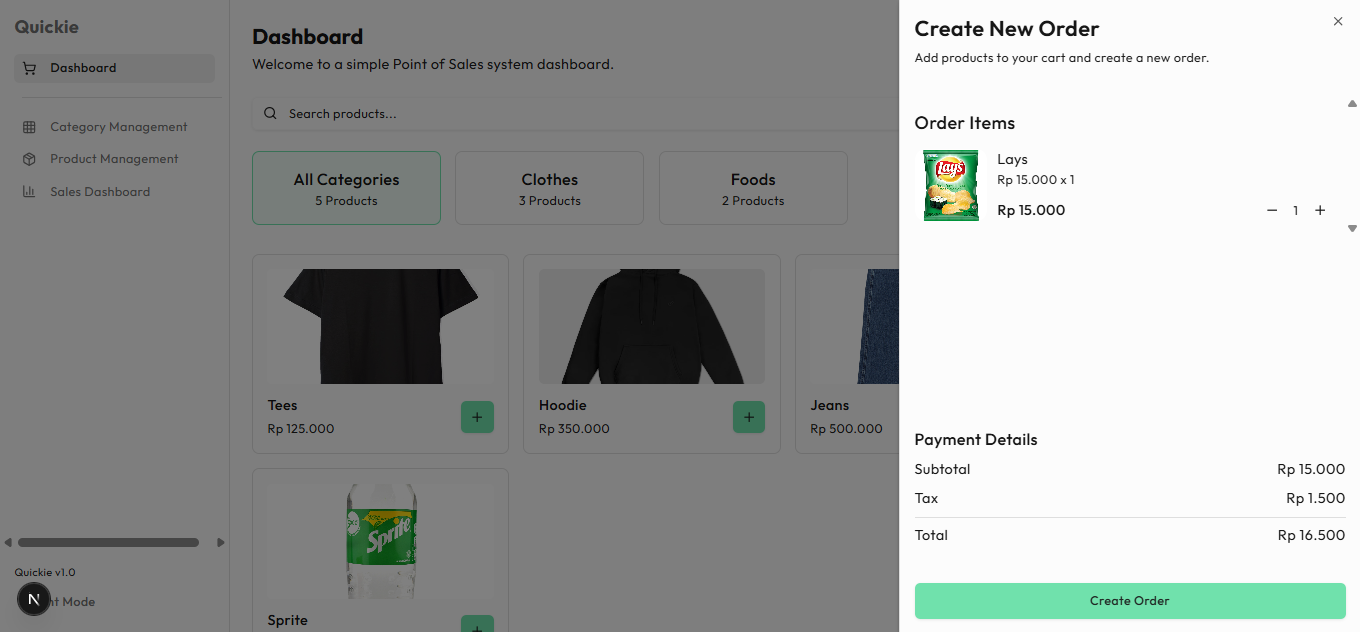 Quickie
Dashboard
Category Management
Product Management
Sales Dashboard
Quickie v1.0
N
nt Mode
Dashboard
Welcome to a simple Point of Sales system dashboard.
Search products...
All Categories
5 Products
Clothes
3 Products
Foods
2 Products
Tees
Rp 125.000
+
Hoodie
Rp 350.000
+
Jeans
Rp 500.000
Sprite
Sprite
+
Create New Order
Add products to your cart and create a new order.
Order Items
Lay's
Lays
Rp 15.000 x 1
Rp 15.000
− 1 +
Payment Details
Subtotal Rp 15.000
Tax Rp 1.500
Total Rp 16.500
Create Order